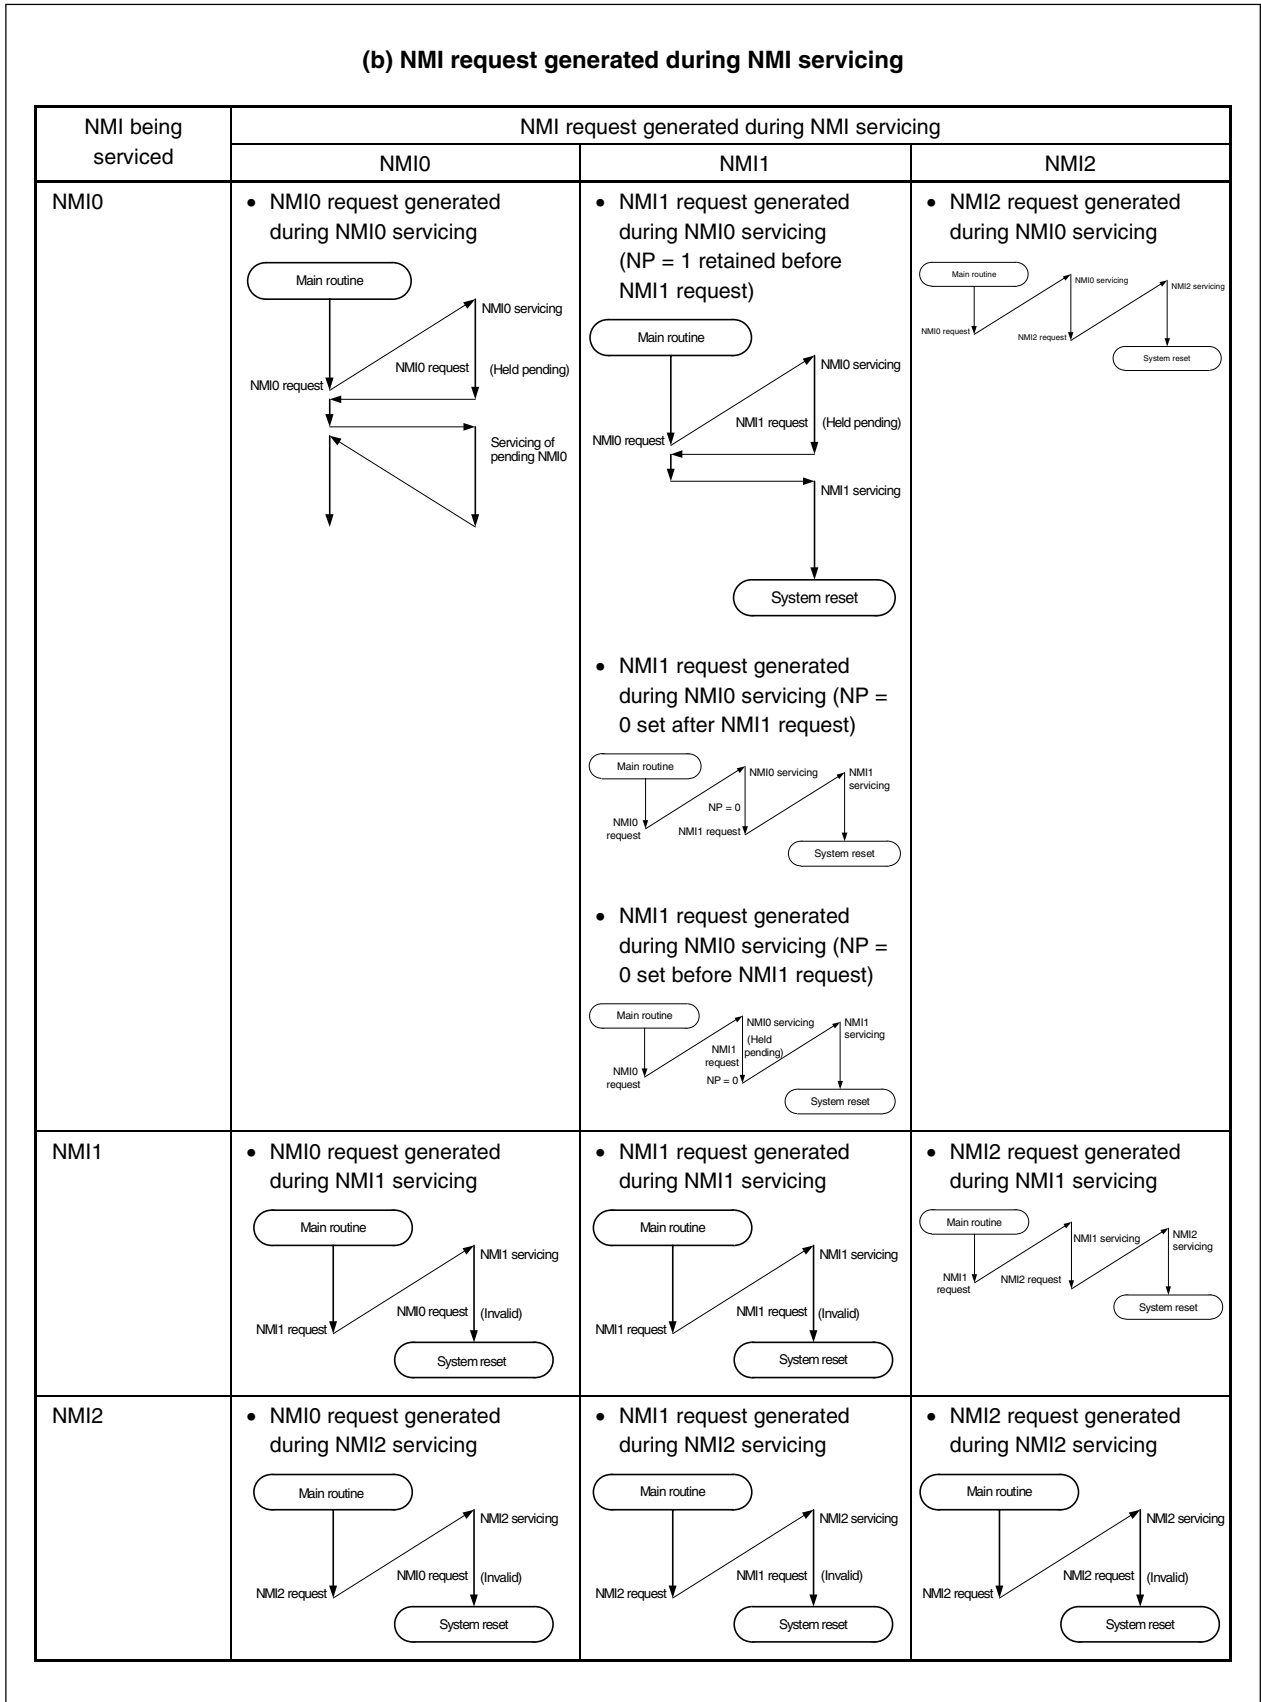 (b) NMI request generated during NMI servicing
NMI being
serviced
NMI request generated during NMI servicing
NMI0
NMI1
NMI2
NMI0
• NMI0 request generated
during NMI0 servicing
Main routine
NMI0 servicing
NMI0 request
(Held pending)
NMI0 request
Servicing of
pending NMI0
• NMI1 request generated
during NMI0 servicing
(NP = 1 retained before
NMI1 request)
Main routine
NMI0 servicing
NMI1 request
(Held pending)
NMI0 request
NMI1 servicing
System reset
• NMI1 request generated
during NMI0 servicing (NP =
0 set after NMI1 request)
Main routine
NMI0 servicing
NMI1
servicing
NP = 0
NMI0
request
NMI1 request
System reset
• NMI1 request generated
during NMI0 servicing (NP =
0 set before NMI1 request)
Main routine
NMI0 servicing
NMI1
servicing
(Held
pending)
NMI1
request
NMI0
request
NP = 0
System reset
• NMI2 request generated
during NMI0 servicing
Main routine
NMI0 servicing
NMI2 servicing
NMI0 request
NMI2 request
System reset
NMI1
• NMI0 request generated
during NMI1 servicing
Main routine
NMI1 servicing
NMI0 request
(Invalid)
NMI1 request
System reset
• NMI1 request generated
during NMI1 servicing
Main routine
NMI1 servicing
NMI1 request
(Invalid)
NMI1 request
System reset
• NMI2 request generated
during NMI1 servicing
Main routine
NMI1 servicing
NMI2
servicing
NMI1
request
NMI2 request
System reset
NMI2
• NMI0 request generated
during NMI2 servicing
Main routine
NMI2 servicing
NMI0 request
(Invalid)
NMI2 request
System reset
• NMI1 request generated
during NMI2 servicing
Main routine
NMI2 servicing
NMI1 request
(Invalid)
NMI2 request
System reset
• NMI2 request generated
during NMI2 servicing
Main routine
NMI2 servicing
NMI2 request
(Invalid)
NMI2 request
System reset